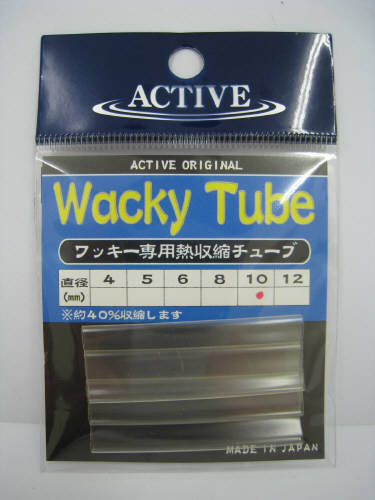 ACTIVE
ACTIVE ORIGINAL
Wacky Tube
ワッキー専用熱収縮チューブ
直径(mm) 4 5 6 8 10 12
※約40%収縮します
MADE IN JAPAN